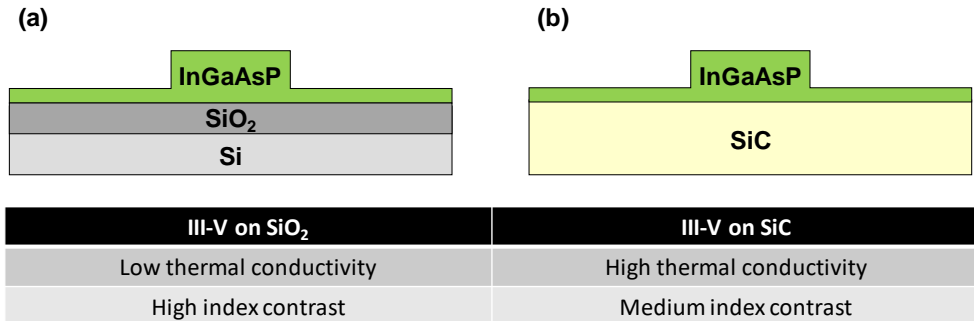 (a) (b)
InGaAsP InGaAsP
SiO₂ SiC
Si
III-V on SiO₂ III-V on SiC
Low thermal conductivity High thermal conductivity
High index contrast Medium index contrast